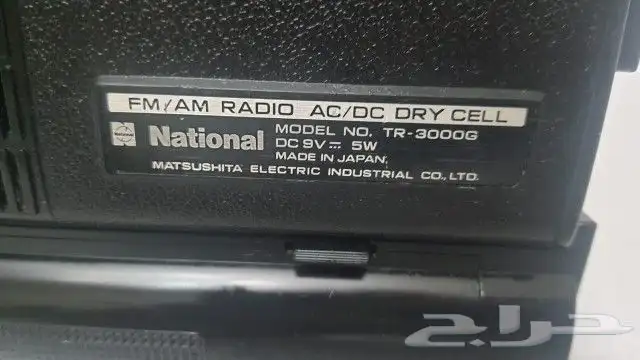 FM/AM RADIO AC/DC DRY CELL
National MODEL NO. TR-3000G
DC 9V ⎓ 5W
MADE IN JAPAN.
MATSUSHITA ELECTRIC INDUSTRIAL CO., LTD.
حراج